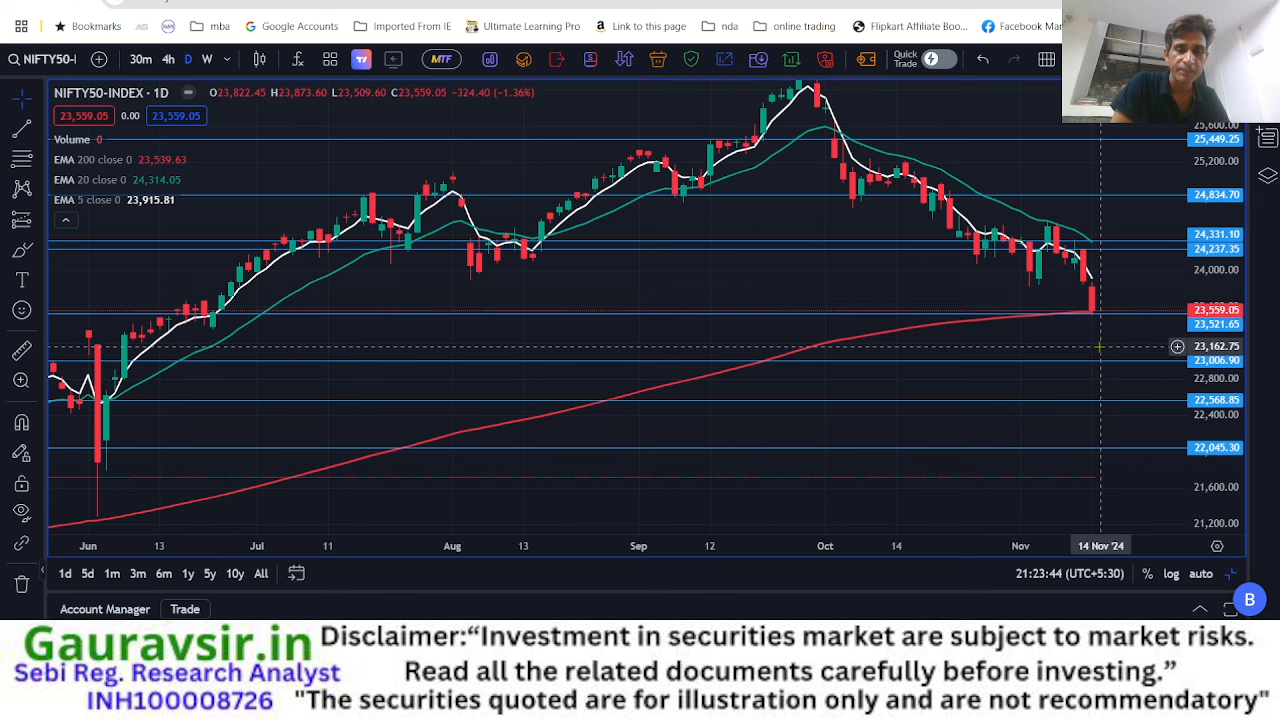 Bookmarks
mba
Google Accounts
Imported From IE
Ultimate Learning Pro
Link to this page
nda
online trading
Flipkart Affiliate Boo...
Facebook Mar
NIFTY50-I
30m 4h D W
MTF
Quick Trade
NIFTY50-INDEX · 1D O23,822.45 H23,873.60 L23,509.60 C23,559.05 -324.40 (-1.36%)
23,559.05 0.00 23,559.05
Volume 0
EMA 200 close 0 23,539.63
EMA 20 close 0 24,314.05
EMA 5 close 0 23,915.81
25,600.00
25,449.25
25,200.00
24,834.70
24,331.10
24,237.35
24,000.00
23,559.05
23,521.65
23,162.75
23,006.90
22,800.00
22,568.85
22,400.00
22,045.30
21,600.00
21,200.00
Jun 13 Jul 11 Aug 13 Sep 12 Oct 14 Nov 14 Nov '24
1d 5d 1m 3m 6m 1y 5y 10y All 21:23:44 (UTC+5:30) % log auto
B
Account Manager Trade
Gauravsir.in
Sebi Reg. Research Analyst
INH100008726
Disclaimer:“Investment in securities market are subject to market risks.
Read all the related documents carefully before investing.”
"The securities quoted are for illustration only and are not recommendatory"